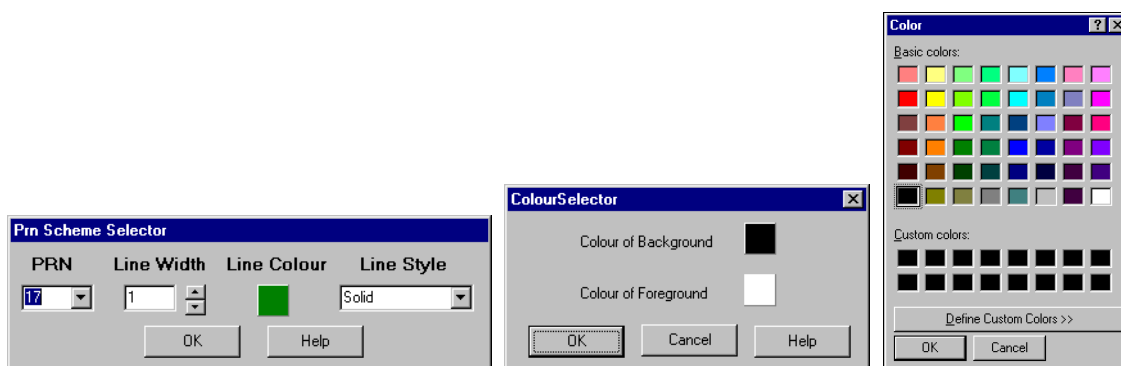 Prn Scheme Selector
PRN Line Width Line Colour Line Style
17 1 Solid
OK Help
ColourSelector
Colour of Background
Colour of Foreground
OK Cancel Help
Color
Basic colors:
Custom colors:
Define Custom Colors >>
OK Cancel